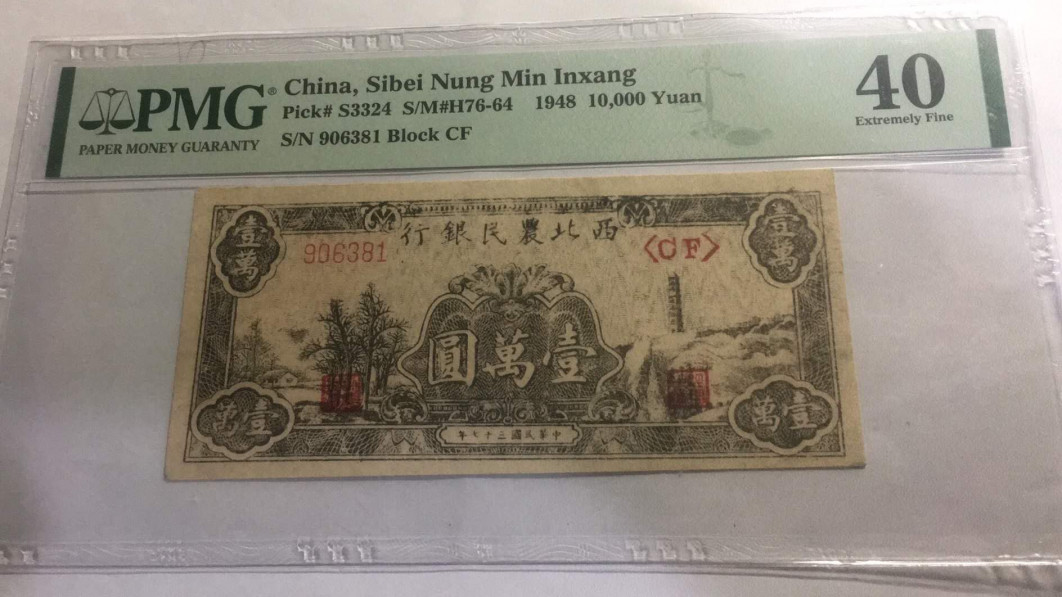 PMG®
PAPER MONEY GUARANTY
China, Sibei Nung Min Inxang
Pick# S3324 S/M#H76-64 1948 10,000 Yuan
S/N 906381 Block CF
40
Extremely Fine
行銀民農北西
906381
<CF>
壹萬
壹萬
圓萬壹
萬壹
萬壹
年七十三國民華中